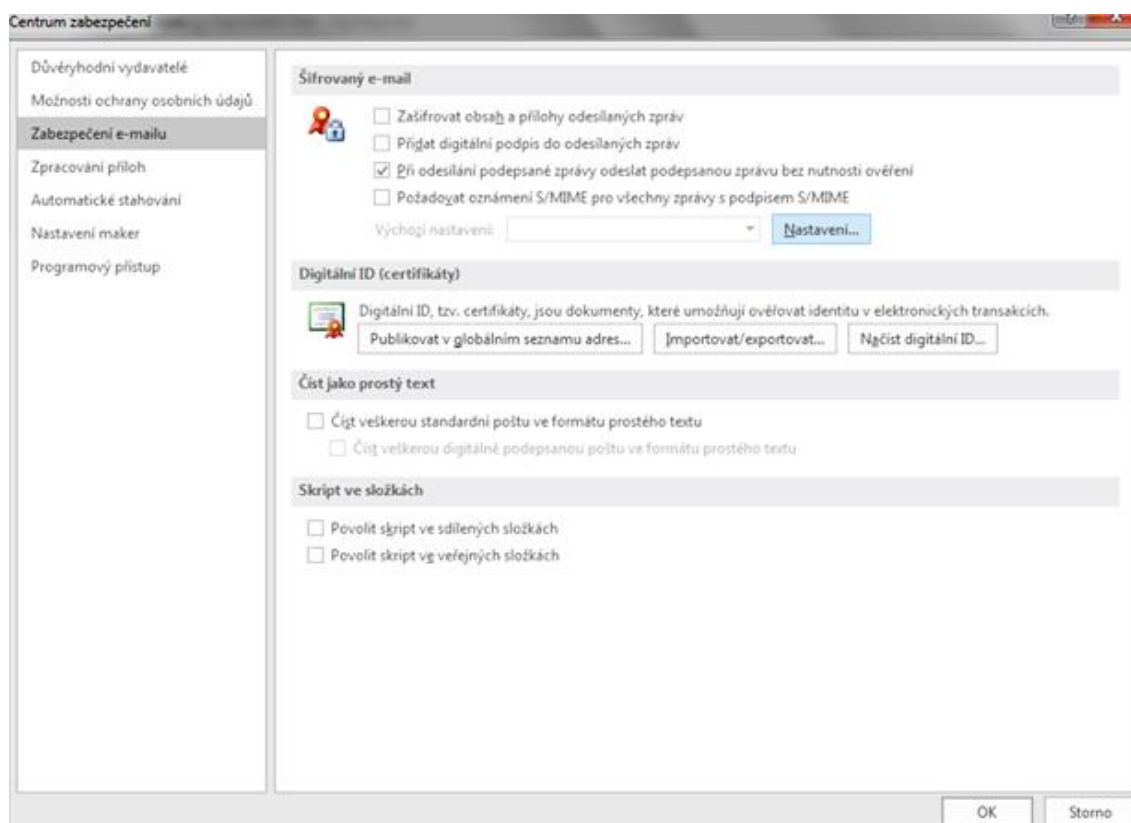 Centrum zabezpečení
Důvěryhodní vydavatelé
Možnosti ochrany osobních údajů
Zabezpečení e-mailu
Zpracování příloh
Automatické stahování
Nastavení maker
Programový přístup
Šifrovaný e-mail
Zašifrovat obsah a přílohy odesílaných zpráv
Přidat digitální podpis do odesílaných zpráv
Při odesílání podepsané zprávy odeslat podepsanou zprávu bez nutnosti ověření
Požadovat oznámení S/MIME pro všechny zprávy s podpisem S/MIME
Výchozí nastavení: Nastavení...
Digitální ID (certifikáty)
Digitální ID, tzv. certifikáty, jsou dokumenty, které umožňují ověřovat identitu v elektronických transakcích.
Publikovat v globálním seznamu adres... Importovat/exportovat... Načíst digitální ID...
Číst jako prostý text
Číst veškerou standardní poštu ve formátu prostého textu
Číst veškerou digitálně podepsanou poštu ve formátu prostého textu
Skript ve složkách
Povolit skript ve sdílených složkách
Povolit skript ve veřejných složkách
OK Storno